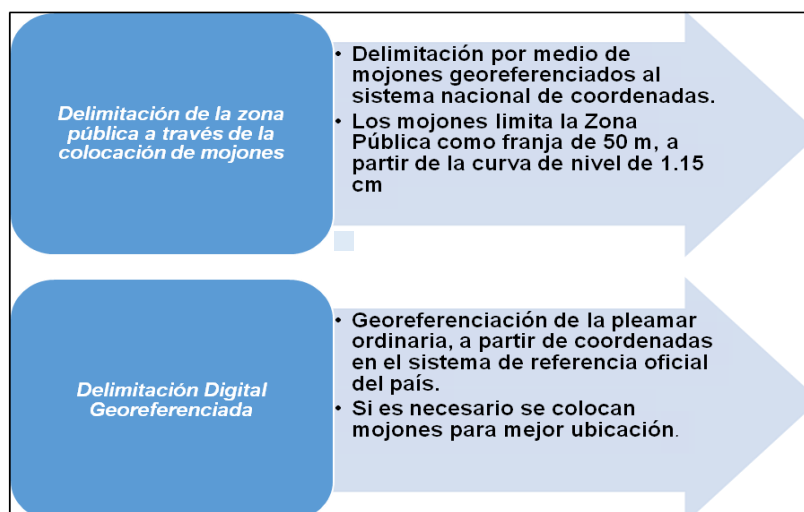 Delimitación de la zona
pública a través de la
colocación de mojones
• Delimitación por medio de
mojones georeferenciados al
sistema nacional de coordenadas.
• Los mojones limita la Zona
Pública como franja de 50 m, a
partir de la curva de nivel de 1.15
cm
Delimitación Digital
Georeferenciada
• Georeferenciación de la pleamar
ordinaria, a partir de coordenadas
en el sistema de referencia oficial
del país.
• Si es necesario se colocan
mojones para mejor ubicación.